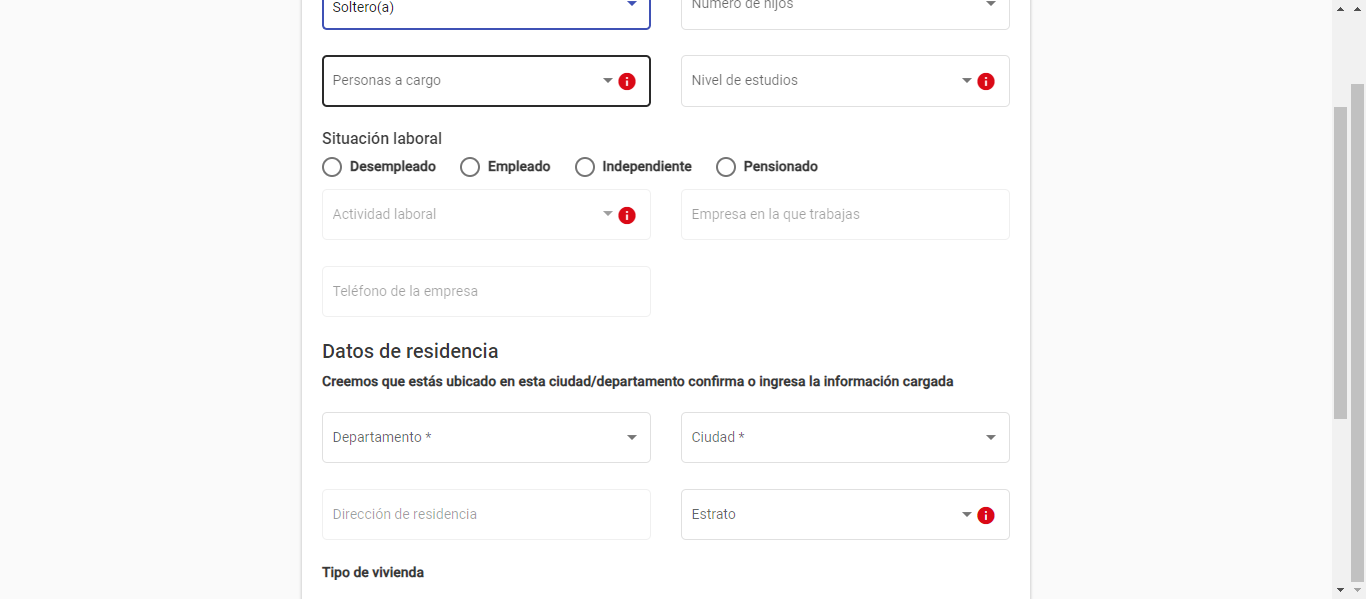 Soltero(a)
Número de hijos
Personas a cargo
Nivel de estudios
Situación laboral
Desempleado Empleado Independiente Pensionado
Actividad laboral
Empresa en la que trabajas
Teléfono de la empresa
Datos de residencia
Creemos que estás ubicado en esta ciudad/departamento confirma o ingresa la información cargada
Departamento *
Ciudad *
Dirección de residencia
Estrato
Tipo de vivienda